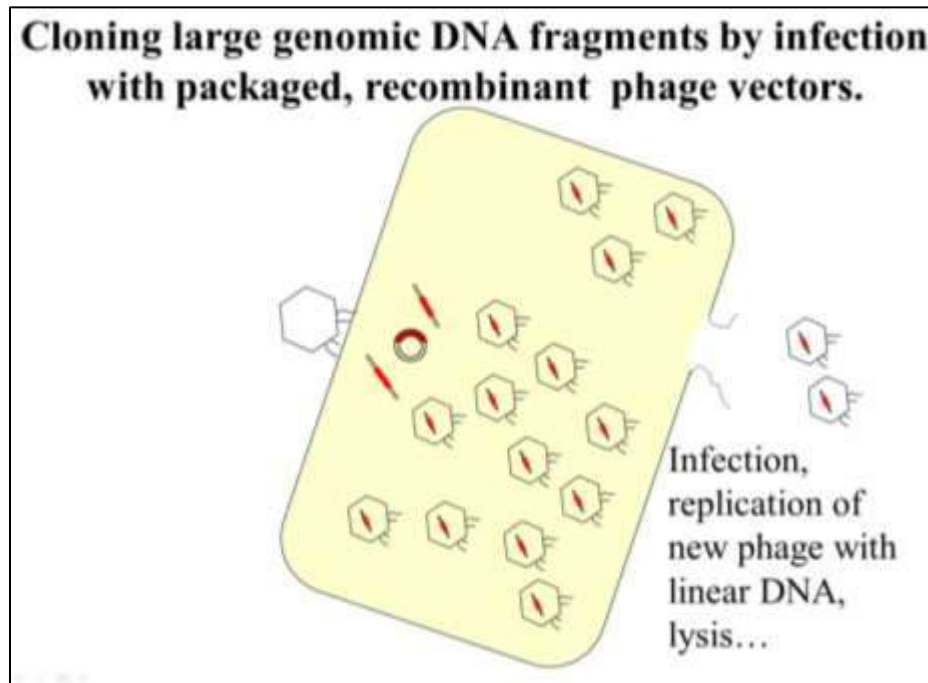 Cloning large genomic DNA fragments by infection
with packaged, recombinant phage vectors.
Infection,
replication of
new phage with
linear DNA,
lysis…